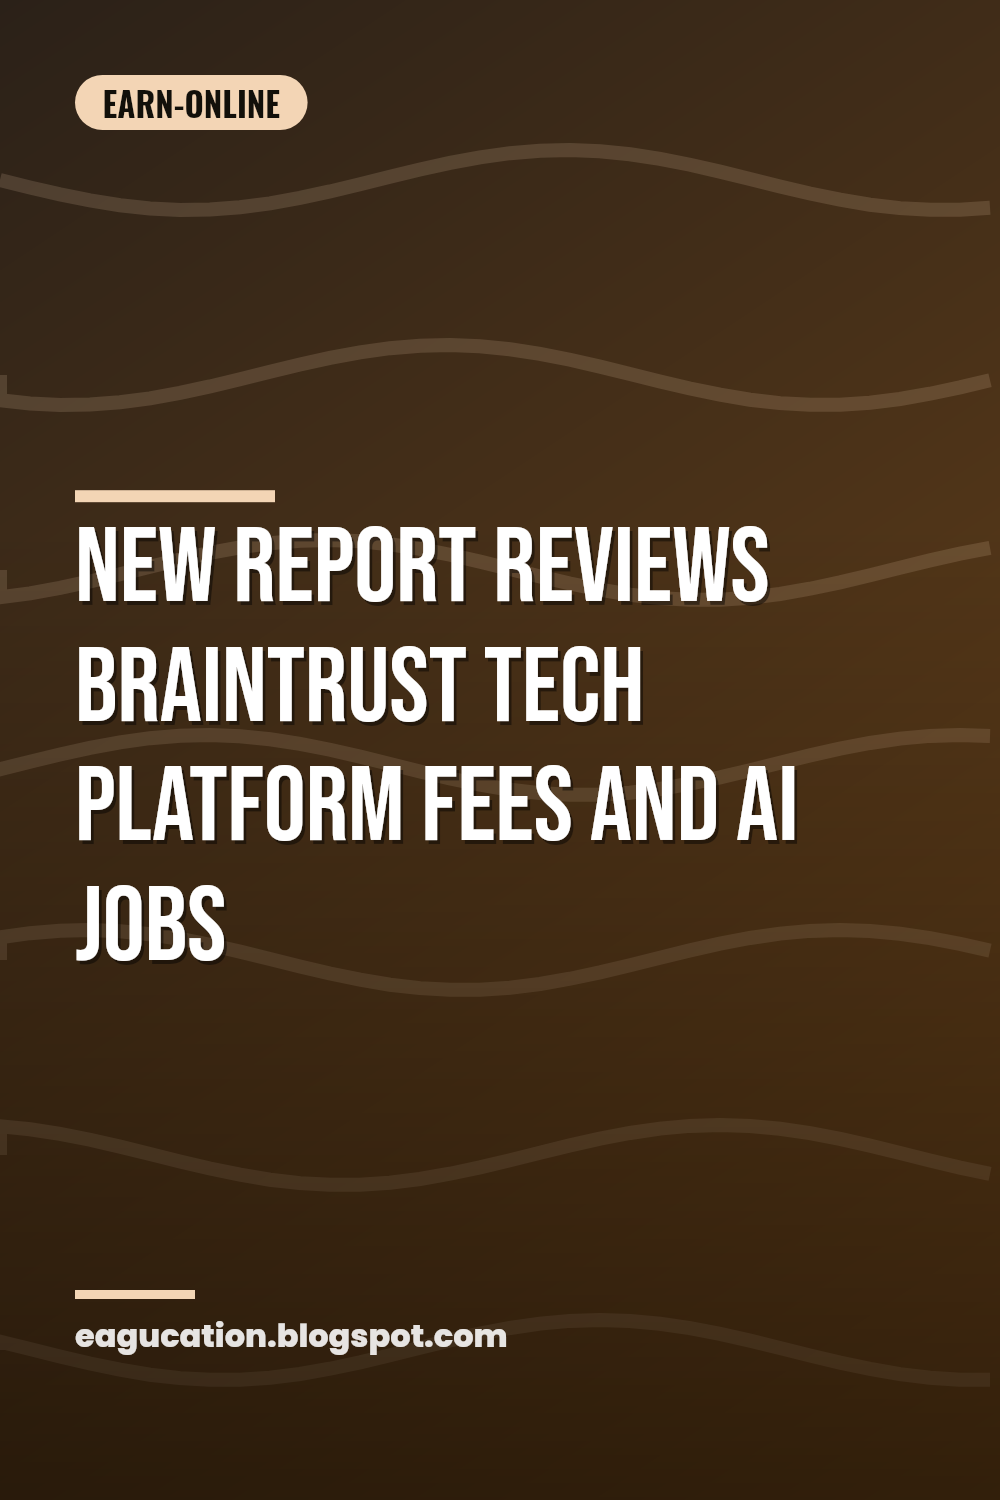 EARN-ONLINE
NEW REPORT REVIEWS
BRAINTRUST TECH
PLATFORM FEES AND AI
JOBS
eagucation.blogspot.com